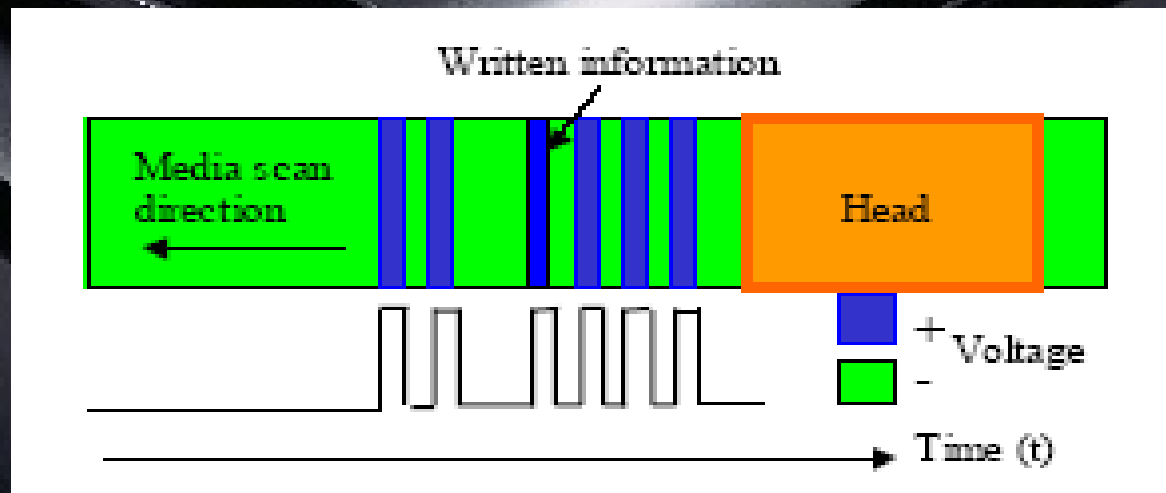 Written information
Media scan
direction
Head
+
Voltage
-
Time (t)